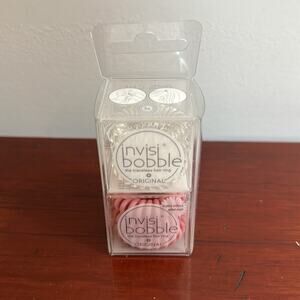 invisi
bobble
the traceless hair ring
ORIGINAL
invisi
bobble
the traceless hair ring
ORIGINAL